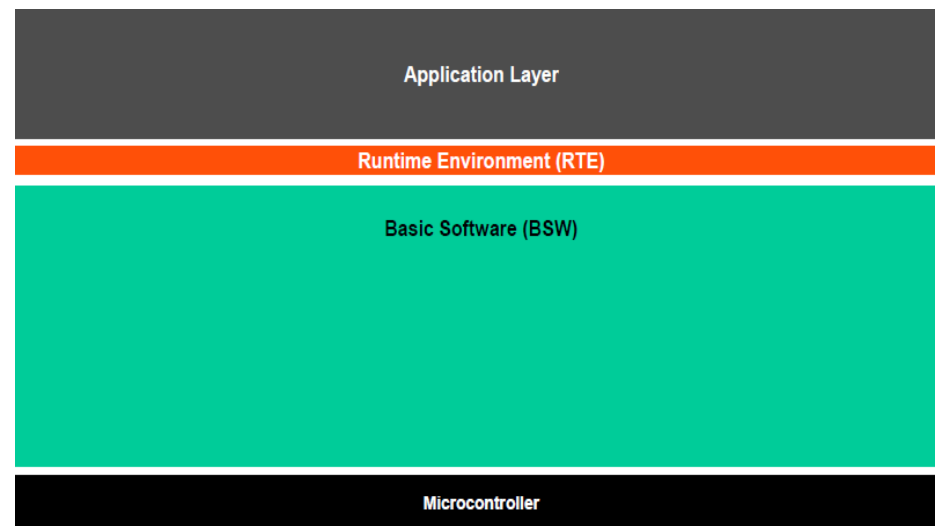 Application Layer
Runtime Environment (RTE)
Basic Software (BSW)
Microcontroller